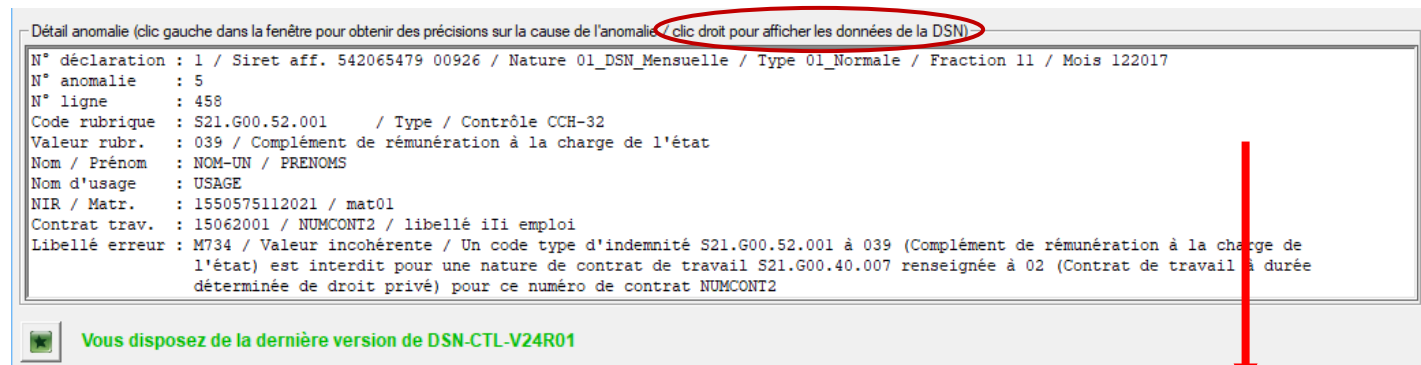 Détail anomalie (clic gauche dans la fenêtre pour obtenir des précisions sur la cause de l'anomalie / clic droit pour afficher les données de la DSN)
N° déclaration : 1 / Siret aff. 542065479 00926 / Nature 01_DSN_Mensuelle / Type 01_Normale / Fraction 11 / Mois 122017
N° anomalie : 5
N° ligne : 458
Code rubrique : S21.G00.52.001 / Type / Contrôle CCH-32
Valeur rubr. : 039 / Complément de rémunération à la charge de l'état
Nom / Prénom : NOM-UN / PRENOMS
Nom d'usage : USAGE
NIR / Matr. : 1550575112021 / mat01
Contrat trav. : 15062001 / NUMCONT2 / libellé iIi emploi
Libellé erreur : M734 / Valeur incohérente / Un code type d'indemnité S21.G00.52.001 à 039 (Complément de rémunération à la charge de
l'état) est interdit pour une nature de contrat de travail S21.G00.40.007 renseignée à 02 (Contrat de travail à durée
déterminée de droit privé) pour ce numéro de contrat NUMCONT2
Vous disposez de la dernière version de DSN-CTL-V24R01